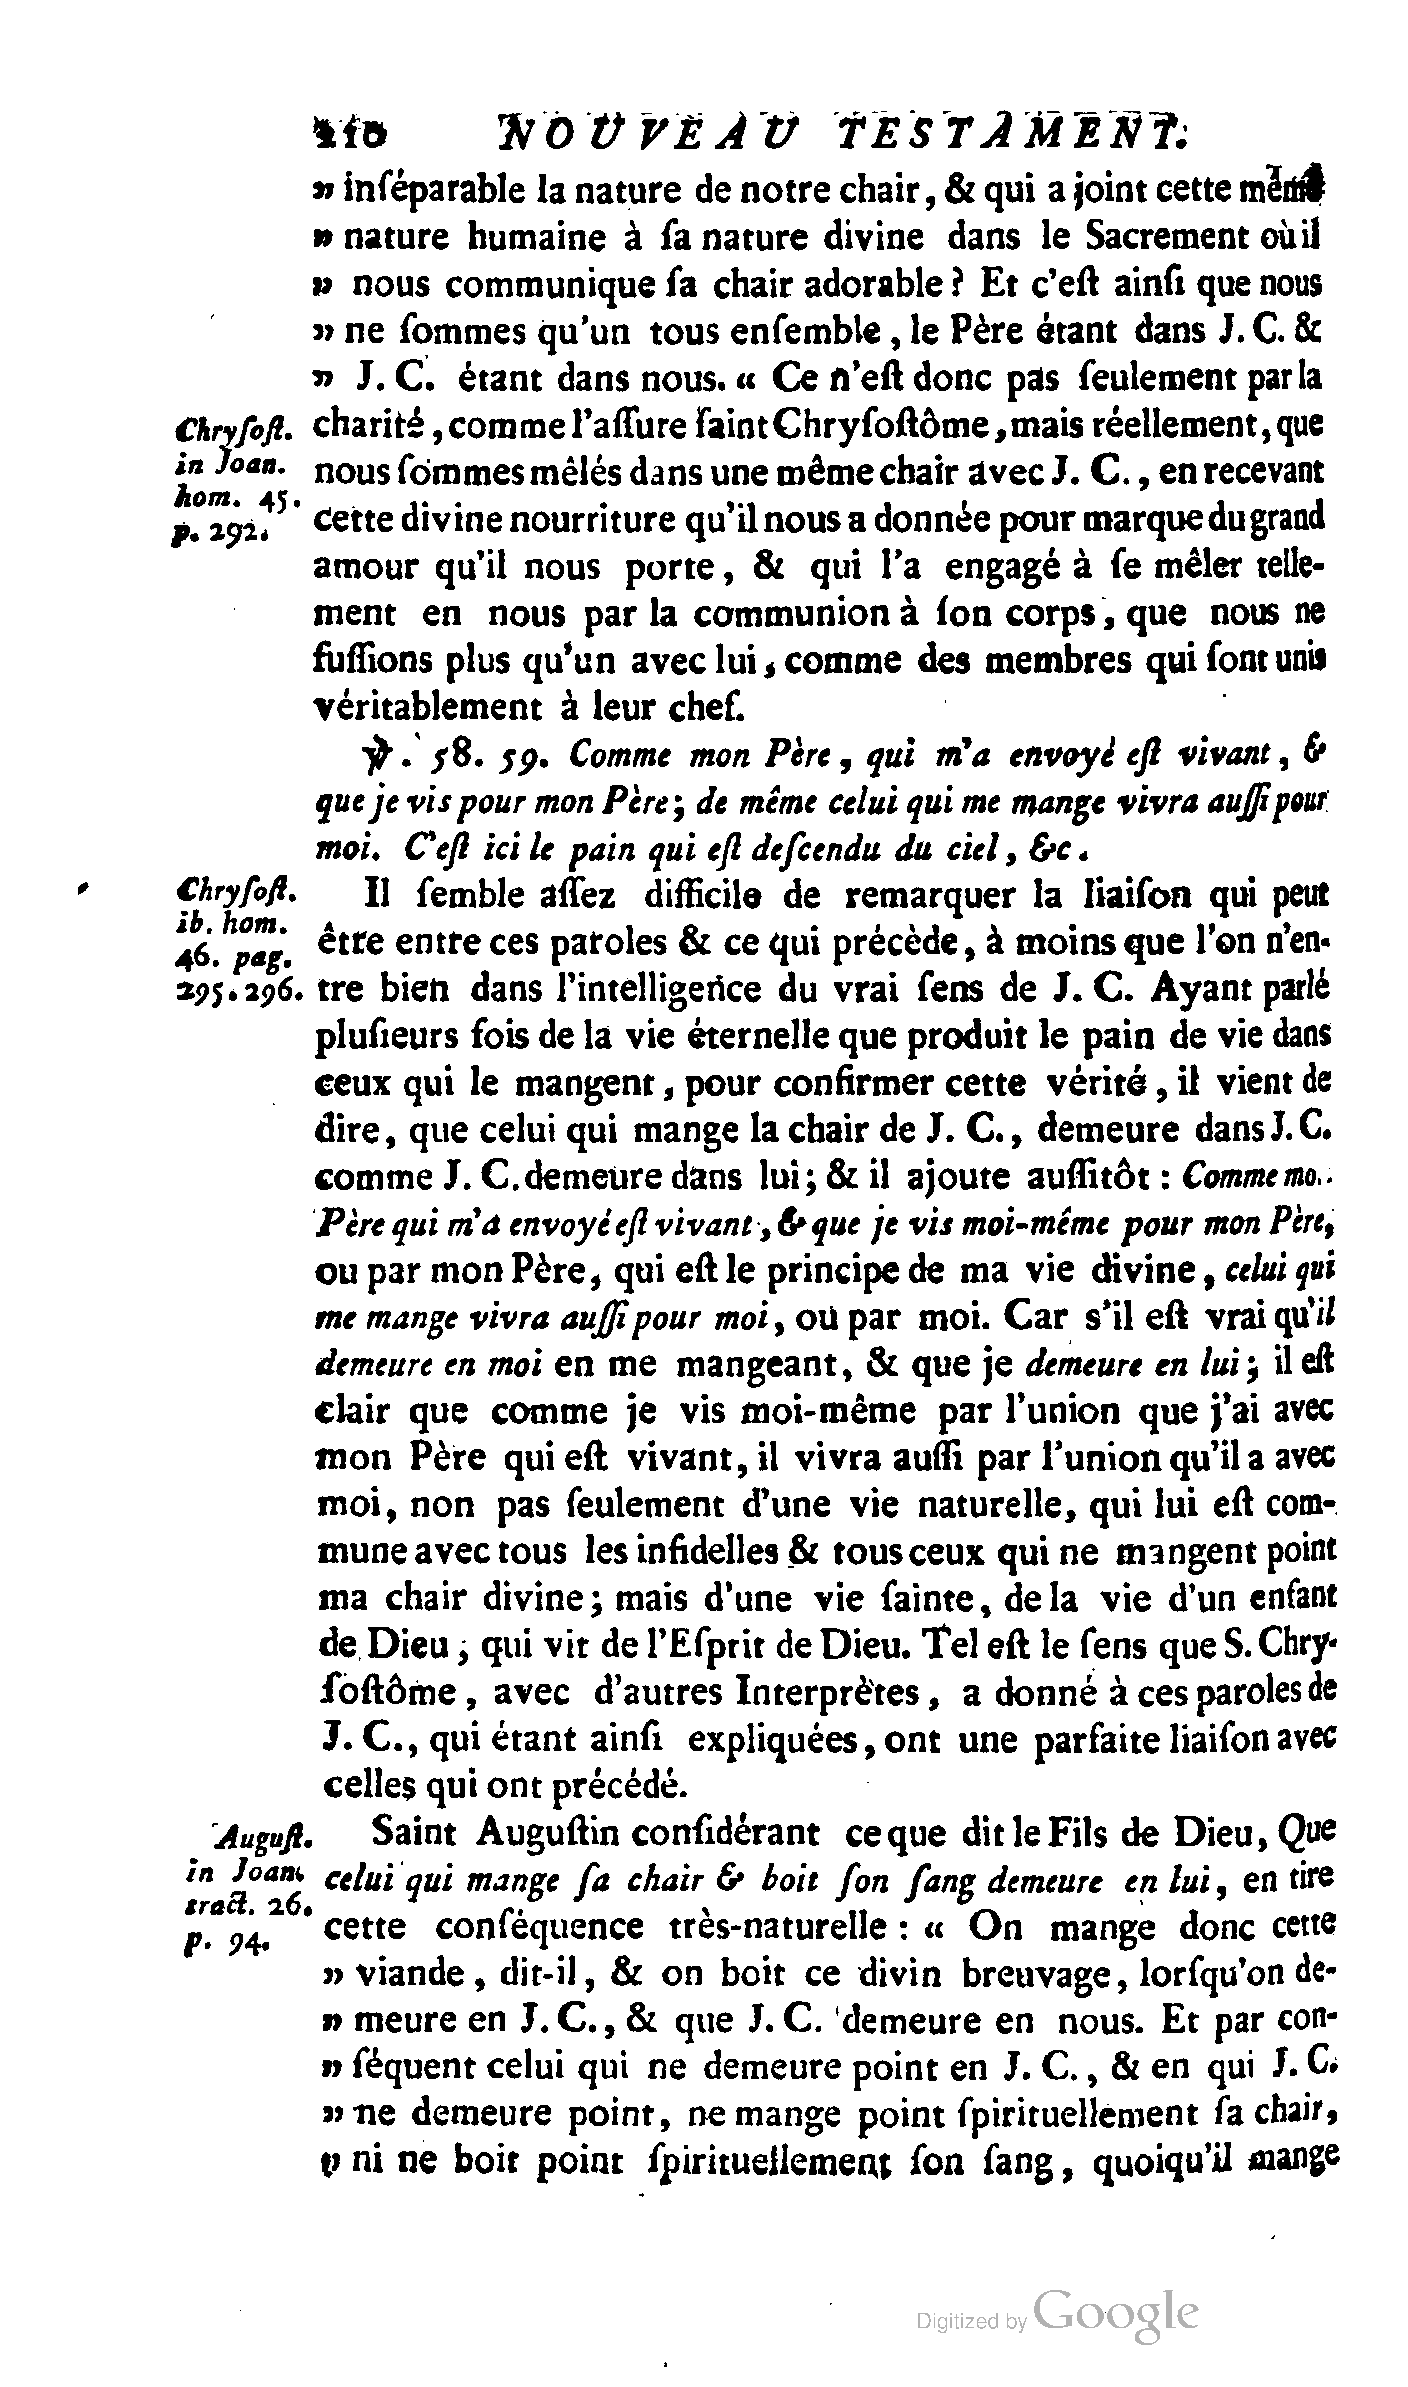 210 NOUVEAU TESTAMENT.
» inſéparable la nature de notre chair, & qui a joint cette même
» nature humaine à ſa nature divine dans le Sacrement où il
» nous communique ſa chair adorable? Et c'eſt ainſi que nous
» ne ſommes qu'un tous enſemble, le Père étant dans J. C. &
» J. C. étant dans nous. « Ce n'eſt donc pas ſeulement par la
Chryſoſt.
in Joan.
hom. 45.
p. 292.
charité, comme l'aſſure ſaint Chryſoſtôme, mais réellement, que
nous ſommes mêlés dans une même chair avec J. C., en recevant
cette divine nourriture qu'il nous a donnée pour marque du grand
amour qu'il nous porte, & qui l'a engagé à ſe mêler telle-
ment en nous par la communion à ſon corps, que nous ne
fuſſions plus qu'un avec lui, comme des membres qui ſont unis
véritablement à leur chef.
℣. 58. 59. Comme mon Père, qui m'a envoyé eſt vivant, &
que je vis pour mon Père; de même celui qui me mange vivra auſſi pour
moi. C'eſt ici le pain qui eſt deſcendu du ciel, &c.
Chryſoſt.
ib. hom.
46. pag.
295. 296.
Il ſemble aſſez difficile de remarquer la liaiſon qui peut
être entre ces paroles & ce qui précède, à moins que l'on n'en-
tre bien dans l'intelligence du vrai ſens de J. C. Ayant parlé
pluſieurs fois de la vie éternelle que produit le pain de vie dans
ceux qui le mangent, pour confirmer cette vérité, il vient de
dire, que celui qui mange la chair de J. C., demeure dans J. C.
comme J. C. demeure dans lui; & il ajoute auſſitôt : Comme mo..
Père qui m'a envoyé eſt vivant, & que je vis moi-même pour mon Père,
ou par mon Père, qui eſt le principe de ma vie divine, celui qui
me mange vivra auſſi pour moi, ou par moi. Car s'il eſt vrai qu'il
demeure en moi en me mangeant, & que je demeure en lui; il eſt
clair que comme je vis moi-même par l'union que j'ai avec
mon Père qui eſt vivant, il vivra auſſi par l'union qu'il a avec
moi, non pas ſeulement d'une vie naturelle, qui lui eſt com-
mune avec tous les infidelles & tous ceux qui ne mangent point
ma chair divine; mais d'une vie ſainte, de la vie d'un enfant
de Dieu, qui vit de l'Eſprit de Dieu. Tel eſt le ſens que S. Chry-
ſoſtôme, avec d'autres Interprètes, a donné à ces paroles de
J. C., qui étant ainſi expliquées, ont une parfaite liaiſon avec
celles qui ont précédé.
Auguſt.
in Joan.
tract. 26.
p. 94.
Saint Auguſtin conſidérant ce que dit le Fils de Dieu, Que
celui qui mange ſa chair & boit ſon ſang demeure en lui, en tire
cette conſéquence très-naturelle : « On mange donc cette
» viande, dit-il, & on boit ce divin breuvage, lorſqu'on de-
» meure en J. C., & que J. C. demeure en nous. Et par con-
» ſéquent celui qui ne demeure point en J. C., & en qui J. C.
» ne demeure point, ne mange point ſpirituellement ſa chair,
» ni ne boit point ſpirituellement ſon ſang, quoiqu'il mange
Digitized by Google